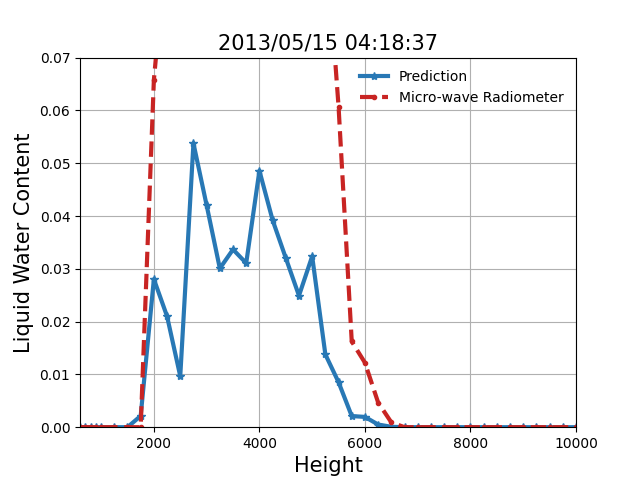 2013/05/15 04:18:37
0.07
0.06
0.05
0.04
0.03
0.02
0.01
0.00
Liquid Water Content
Prediction
Micro-wave Radiometer
2000 4000 6000 8000 10000
Height